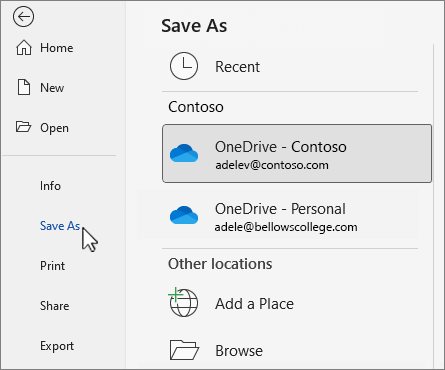 Home
New
Open
Info
Save As
Print
Share
Export
Save As
Recent
Contoso
OneDrive - Contoso
adelev@contoso.com
OneDrive - Personal
adele@bellowscollege.com
Other locations
Add a Place
Browse